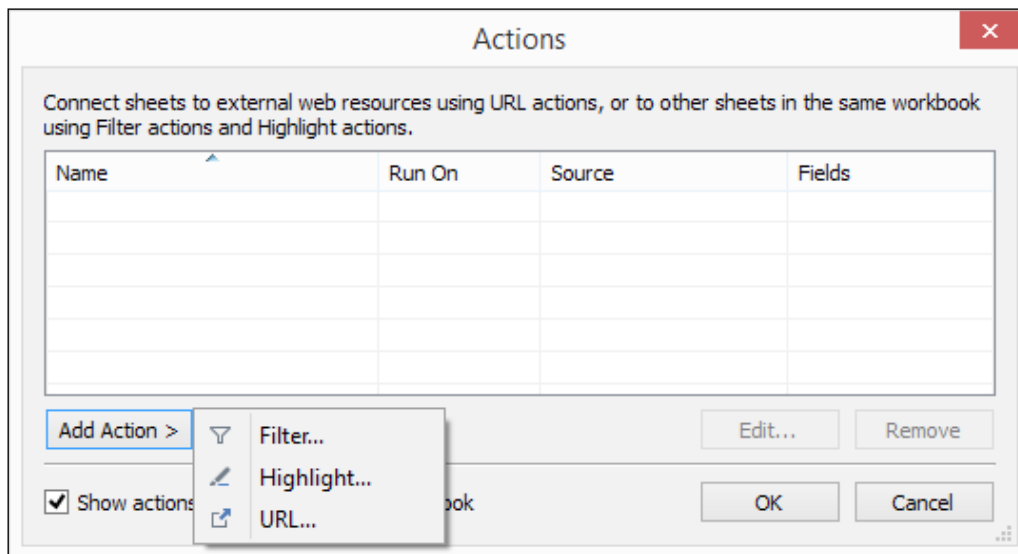 Actions
Connect sheets to external web resources using URL actions, or to other sheets in the same workbook
using Filter actions and Highlight actions.
Name Run On Source Fields
Add Action > Edit... Remove
Filter...
Highlight...
URL...
Show actions ook
OK Cancel